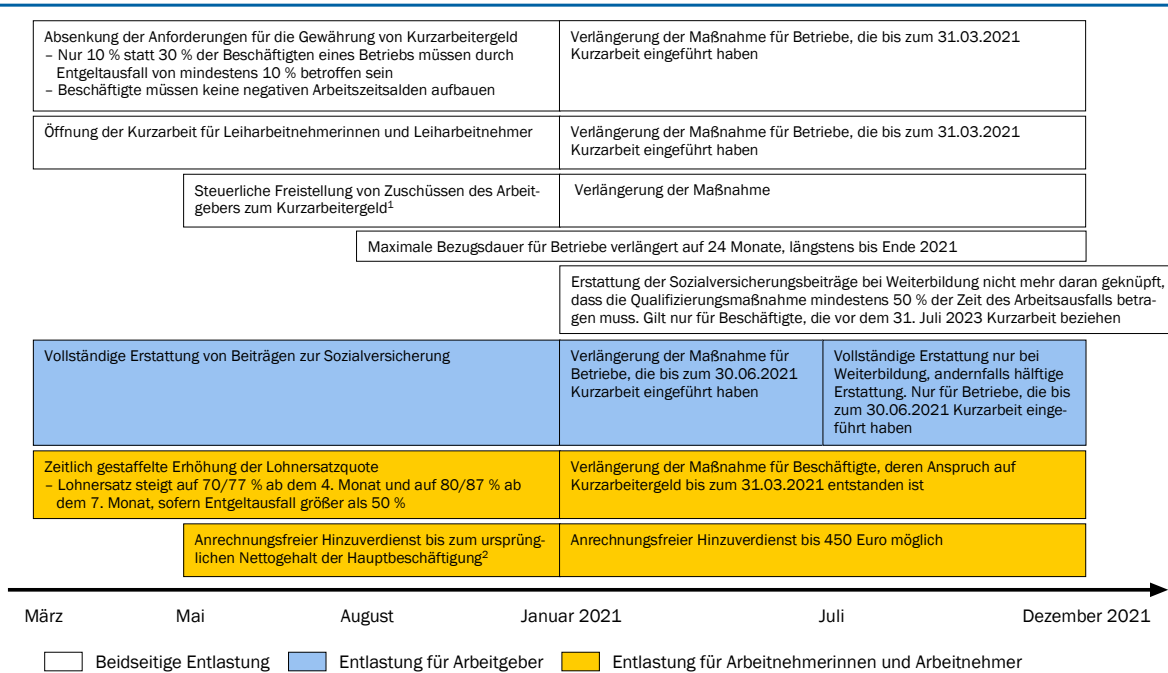 Absenkung der Anforderungen für die Gewährung von Kurzarbeitergeld
– Nur 10 % statt 30 % der Beschäftigten eines Betriebs müssen durch
Entgeltausfall von mindestens 10 % betroffen sein
– Beschäftigte müssen keine negativen Arbeitszeitsalden aufbauen
Verlängerung der Maßnahme für Betriebe, die bis zum 31.03.2021
Kurzarbeit eingeführt haben
Öffnung der Kurzarbeit für Leiharbeitnehmerinnen und Leiharbeitnehmer
Verlängerung der Maßnahme für Betriebe, die bis zum 31.03.2021
Kurzarbeit eingeführt haben
Steuerliche Freistellung von Zuschüssen des Arbeit-
gebers zum Kurzarbeitergeld¹
Verlängerung der Maßnahme
Maximale Bezugsdauer für Betriebe verlängert auf 24 Monate, längstens bis Ende 2021
Erstattung der Sozialversicherungsbeiträge bei Weiterbildung nicht mehr daran geknüpft,
dass die Qualifizierungsmaßnahme mindestens 50 % der Zeit des Arbeitsausfalls betra-
gen muss. Gilt nur für Beschäftigte, die vor dem 31. Juli 2023 Kurzarbeit beziehen
Vollständige Erstattung von Beiträgen zur Sozialversicherung
Verlängerung der Maßnahme für
Betriebe, die bis zum 30.06.2021
Kurzarbeit eingeführt haben
Vollständige Erstattung nur bei
Weiterbildung, andernfalls hälftige
Erstattung. Nur für Betriebe, die bis
zum 30.06.2021 Kurzarbeit einge-
führt haben
Zeitlich gestaffelte Erhöhung der Lohnersatzquote
– Lohnersatz steigt auf 70/77 % ab dem 4. Monat und auf 80/87 % ab
dem 7. Monat, sofern Entgeltausfall größer als 50 %
Verlängerung der Maßnahme für Beschäftigte, deren Anspruch auf
Kurzarbeitergeld bis zum 31.03.2021 entstanden ist
Anrechnungsfreier Hinzuverdienst bis zum ursprüng-
lichen Nettogehalt der Hauptbeschäftigung²
Anrechnungsfreier Hinzuverdienst bis 450 Euro möglich
März Mai August Januar 2021 Juli Dezember 2021
Beidseitige Entlastung Entlastung für Arbeitgeber Entlastung für Arbeitnehmerinnen und Arbeitnehmer